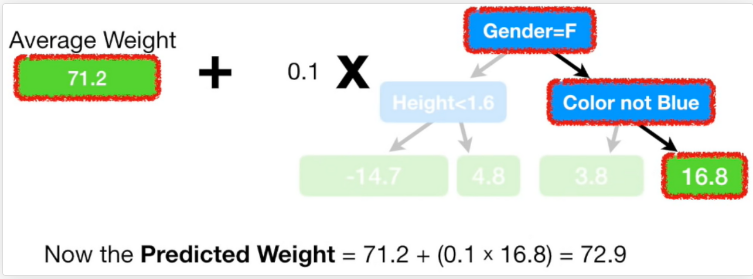 Average Weight
71.2
+
0.1 X
Gender=F
Height<1.6
Color not Blue
-14.7
4.8
3.8
16.8
Now the Predicted Weight = 71.2 + (0.1 × 16.8) = 72.9